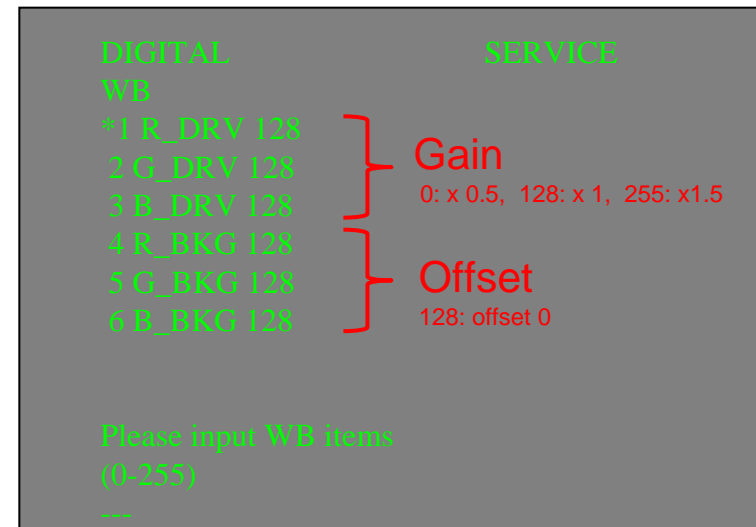 DIGITAL SERVICE
WB
*1 R_DRV 128
2 G_DRV 128
3 B_DRV 128
Gain
0: x 0.5, 128: x 1, 255: x1.5
4 R_BKG 128
5 G_BKG 128
6 B_BKG 128
Offset
128: offset 0
Please input WB items
(0-255)
---